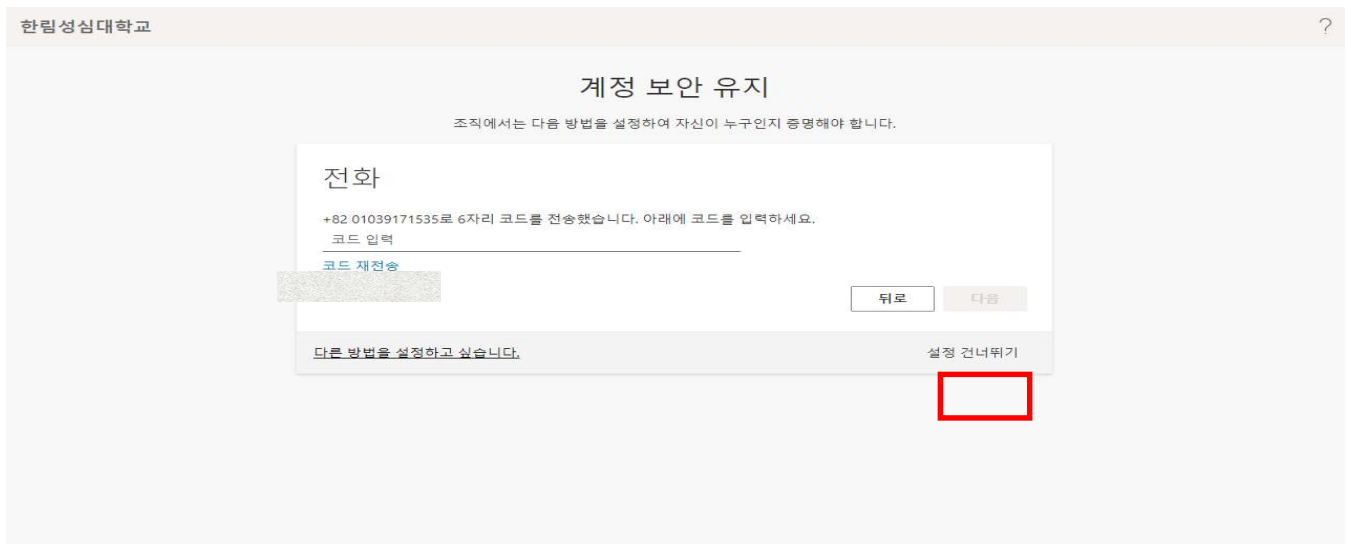 한림성심대학교
?
계정 보안 유지
조직에서는 다음 방법을 설정하여 자신이 누구인지 증명해야 합니다.
전화
+82 01039171535로 6자리 코드를 전송했습니다. 아래에 코드를 입력하세요.
코드 입력
코드 재전송
뒤로 다음
다른 방법을 설정하고 싶습니다. 설정 건너뛰기